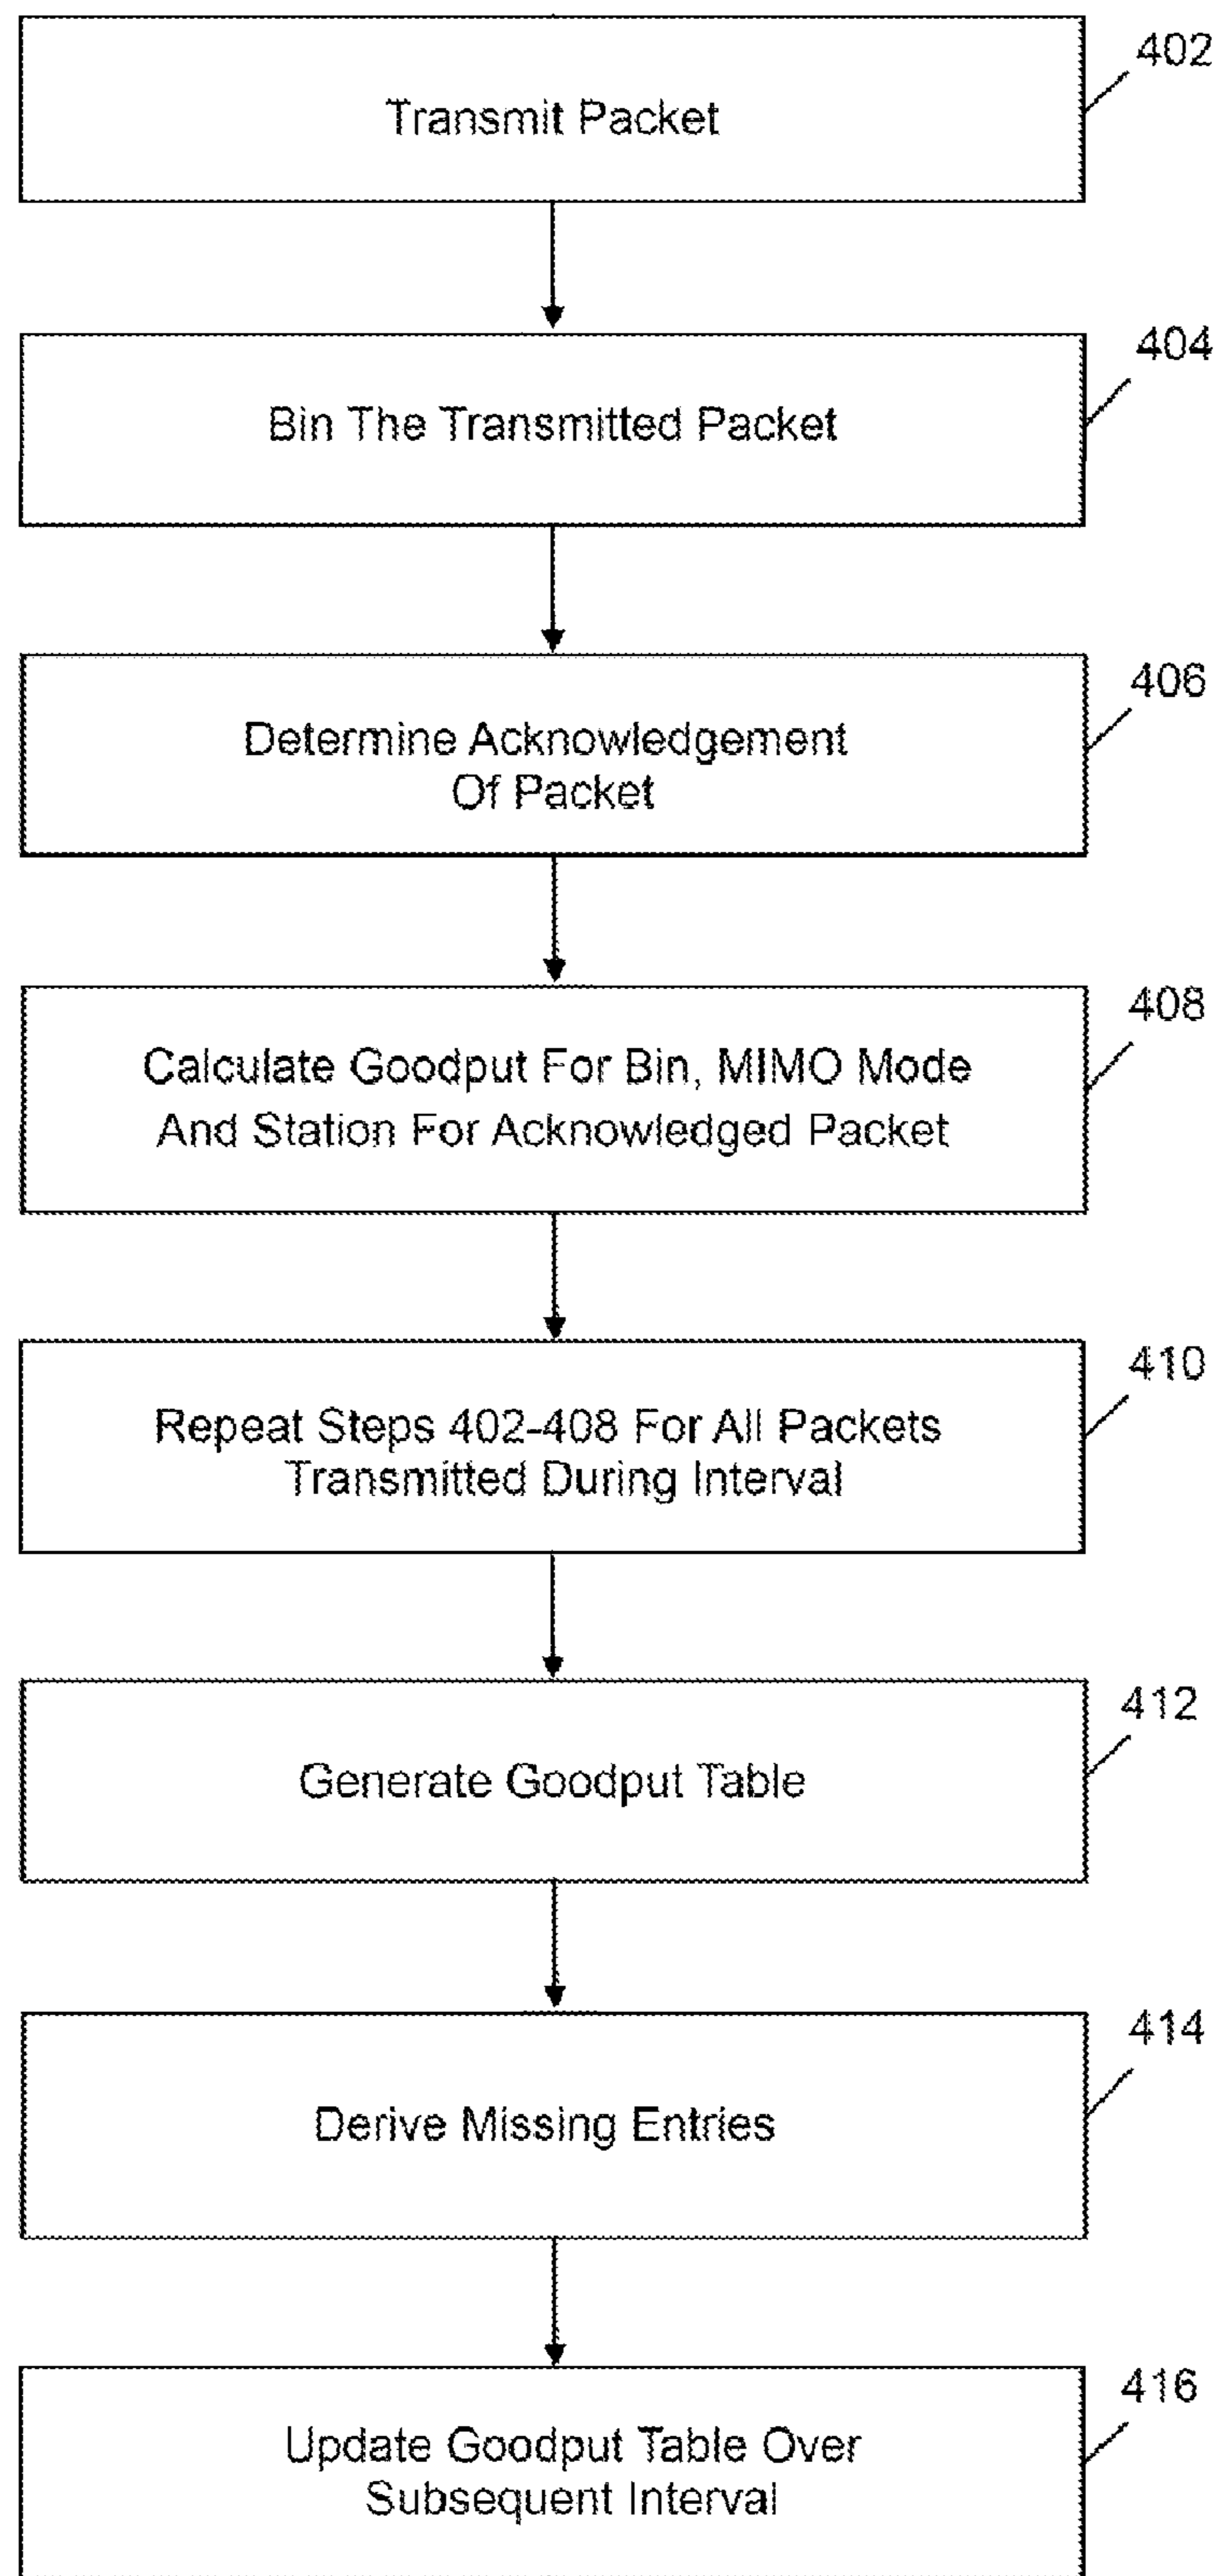 402
Transmit Packet
404
Bin The Transmitted Packet
406
Determine Acknowledgement
Of Packet
408
Calculate Goodput For Bin, MIMO Mode
And Station For Acknowledged Packet
410
Repeat Steps 402-408 For All Packets
Transmitted During Interval
412
Generate Goodput Table
414
Derive Missing Entries
416
Update Goodput Table Over
Subsequent Interval